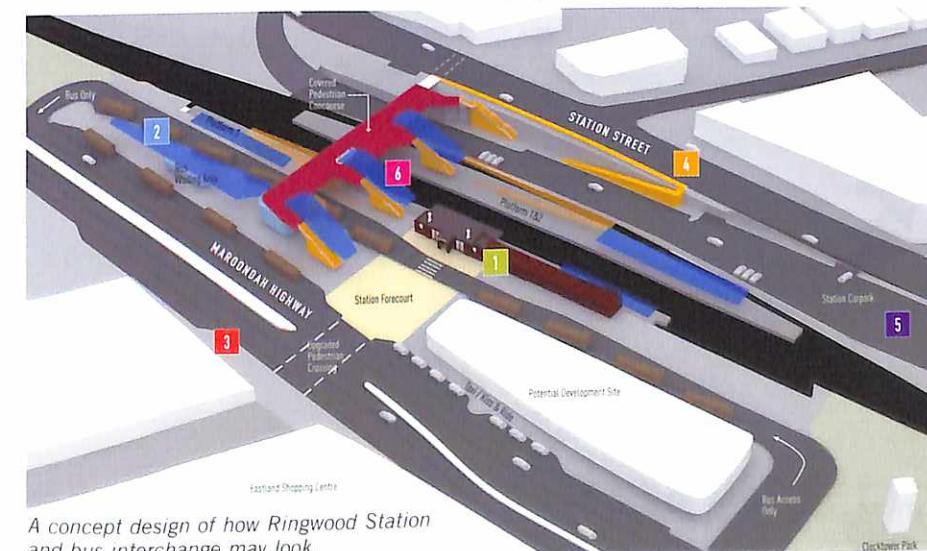 Bus Only
2
Platform 3
Bus
Waiting Area
Covered
Pedestrian
Concourse
STATION STREET
4
6
Platform 1&2
1
MAROONDAH HIGHWAY
Station Forecourt
3
Upgraded
Pedestrian
Crossing
Station Carpark
5
Taxi / Kiss & Ride
Potential Development Site
Eastland Shopping Centre
Bus Access
Only
Clocktower Park
A concept design of how Ringwood Station
and bus interchange may look